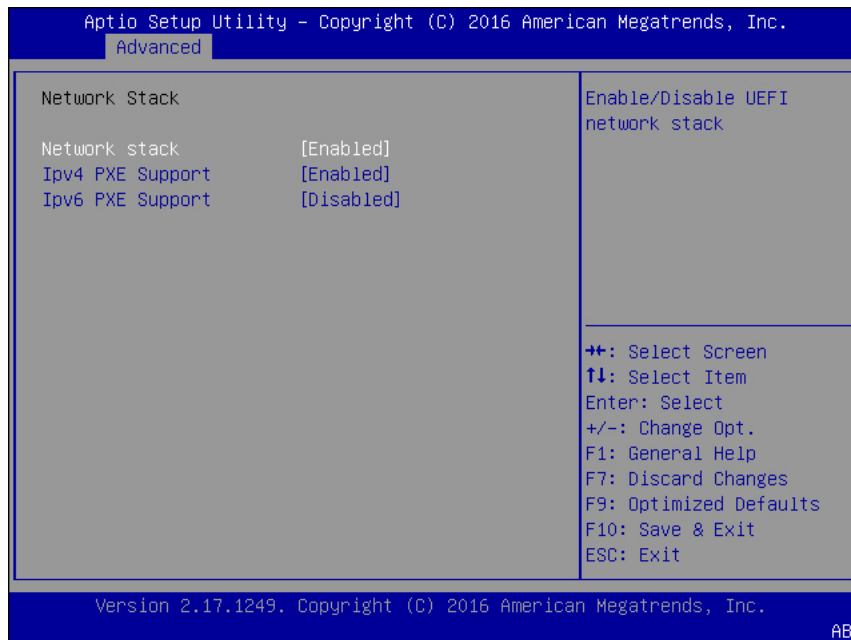 Aptio Setup Utility – Copyright (C) 2016 American Megatrends, Inc.
Advanced
Network Stack
Network stack [Enabled]
Ipv4 PXE Support [Enabled]
Ipv6 PXE Support [Disabled]
Enable/Disable UEFI
network stack
→←: Select Screen
↑↓: Select Item
Enter: Select
+/-: Change Opt.
F1: General Help
F7: Discard Changes
F9: Optimized Defaults
F10: Save & Exit
ESC: Exit
Version 2.17.1249. Copyright (C) 2016 American Megatrends, Inc.
AB